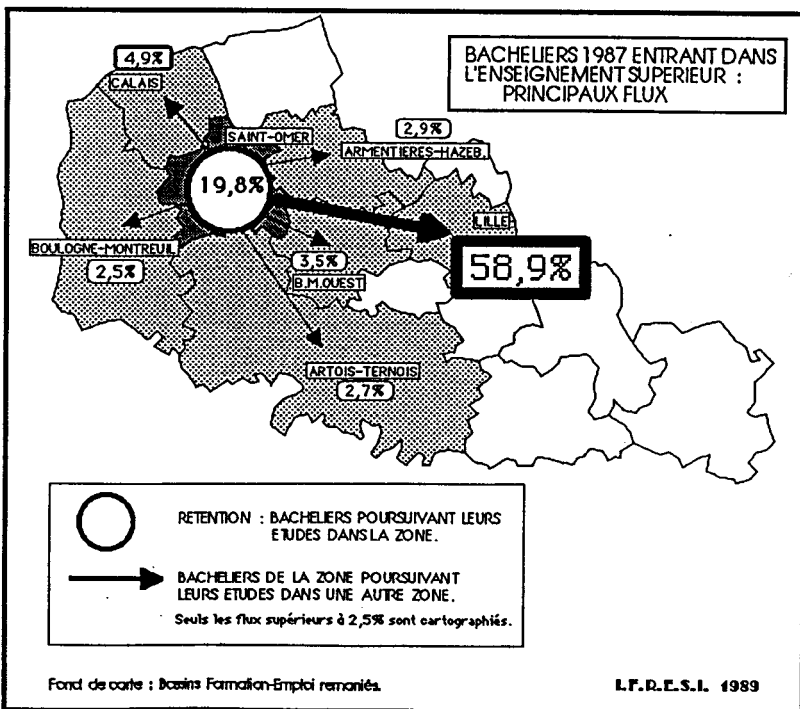 BACHELIERS 1987 ENTRANT DANS
L'ENSEIGNEMENT SUPERIEUR :
PRINCIPAUX FLUX
4,9%
CALAIS
SAINT-OMER
2,9%
ARMENTIERES-HAZEB.
19,8%
LILLE
BOULOGNE-MONTREUIL
2,5%
3,5%
B.M.OUEST
58,9%
ARTOIS-TERNOIS
2,7%
RETENTION : BACHELIERS POURSUIVANT LEURS
ETUDES DANS LA ZONE.
BACHELIERS DE LA ZONE POURSUIVANT
LEURS ETUDES DANS UNE AUTRE ZONE.
Seuls les flux supérieurs à 2,5% sont cartographiés.
Fond de carte : Bassins Formation-Emploi remaniés.
I.F.R.E.S.I. 1989